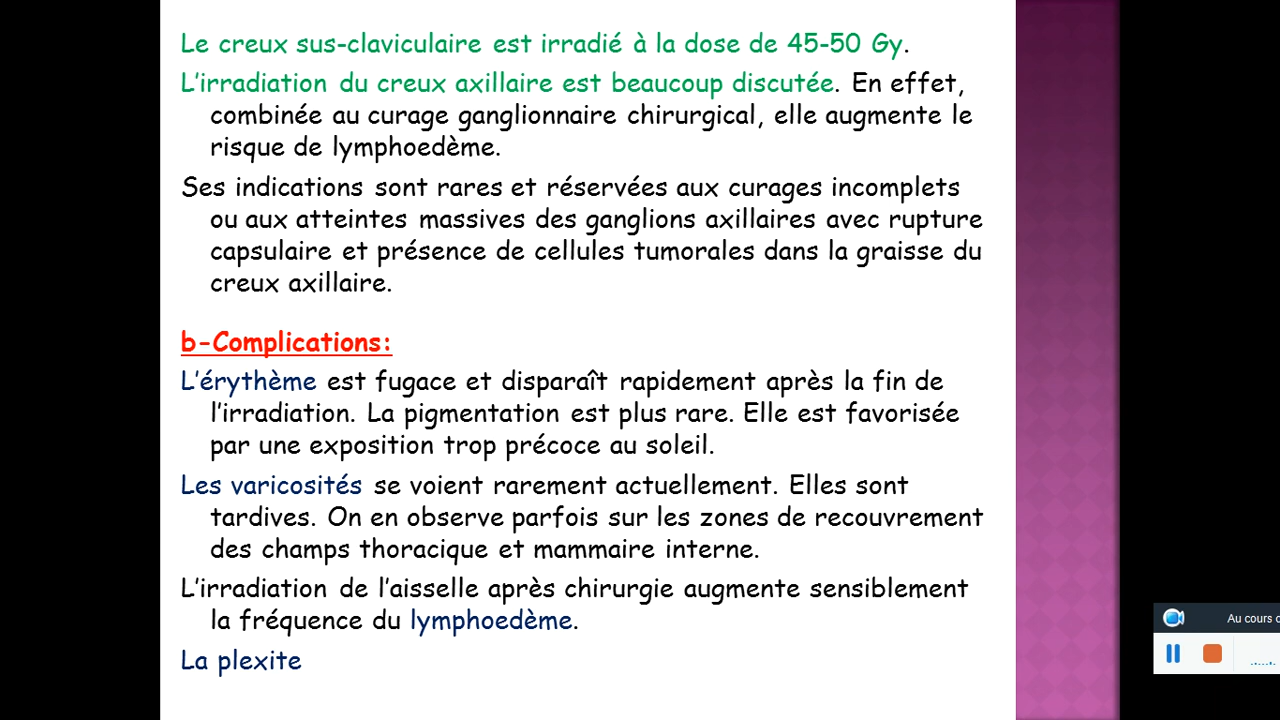 Le creux sus-claviculaire est irradié à la dose de 45-50 Gy.
L'irradiation du creux axillaire est beaucoup discutée. En effet,
combinée au curage ganglionnaire chirurgical, elle augmente le
risque de lymphoedème.
Ses indications sont rares et réservées aux curages incomplets
ou aux atteintes massives des ganglions axillaires avec rupture
capsulaire et présence de cellules tumorales dans la graisse du
creux axillaire.
b-Complications:
L'érythème est fugace et disparaît rapidement après la fin de
l'irradiation. La pigmentation est plus rare. Elle est favorisée
par une exposition trop précoce au soleil.
Les varicosités se voient rarement actuellement. Elles sont
tardives. On en observe parfois sur les zones de recouvrement
des champs thoracique et mammaire interne.
L'irradiation de l'aisselle après chirurgie augmente sensiblement
la fréquence du lymphoedème.
La plexite
Au cours